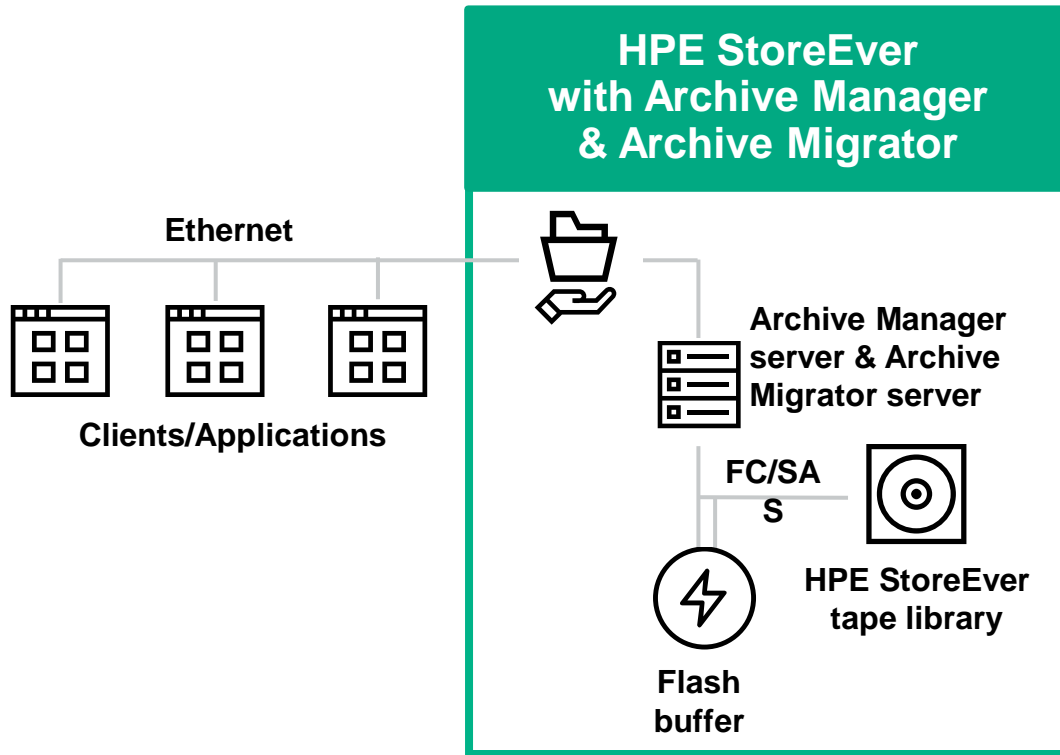 HPE StoreEver
with Archive Manager
& Archive Migrator
Ethernet
Clients/Applications
Archive Manager
server & Archive
Migrator server
FC/SA
S
HPE StoreEver
tape library
Flash
buffer